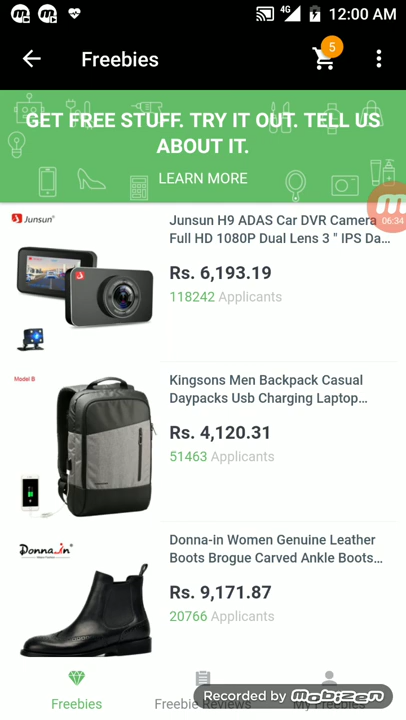 4G 12:00 AM
Freebies
5
GET FREE STUFF. TRY IT OUT. TELL US
ABOUT IT.
LEARN MORE
06:34
Junsun
Junsun H9 ADAS Car DVR Camera
Full HD 1080P Dual Lens 3 " IPS Da...
Rs. 6,193.19
118242 Applicants
Model B
Kingsons Men Backpack Casual
Daypacks Usb Charging Laptop...
Rs. 4,120.31
51463 Applicants
Donna-in
Donna-in Women Genuine Leather
Boots Brogue Carved Ankle Boots...
Rs. 9,171.87
20766 Applicants
Freebies
Freebie Reviews
My Freebies
Recorded by mobizen